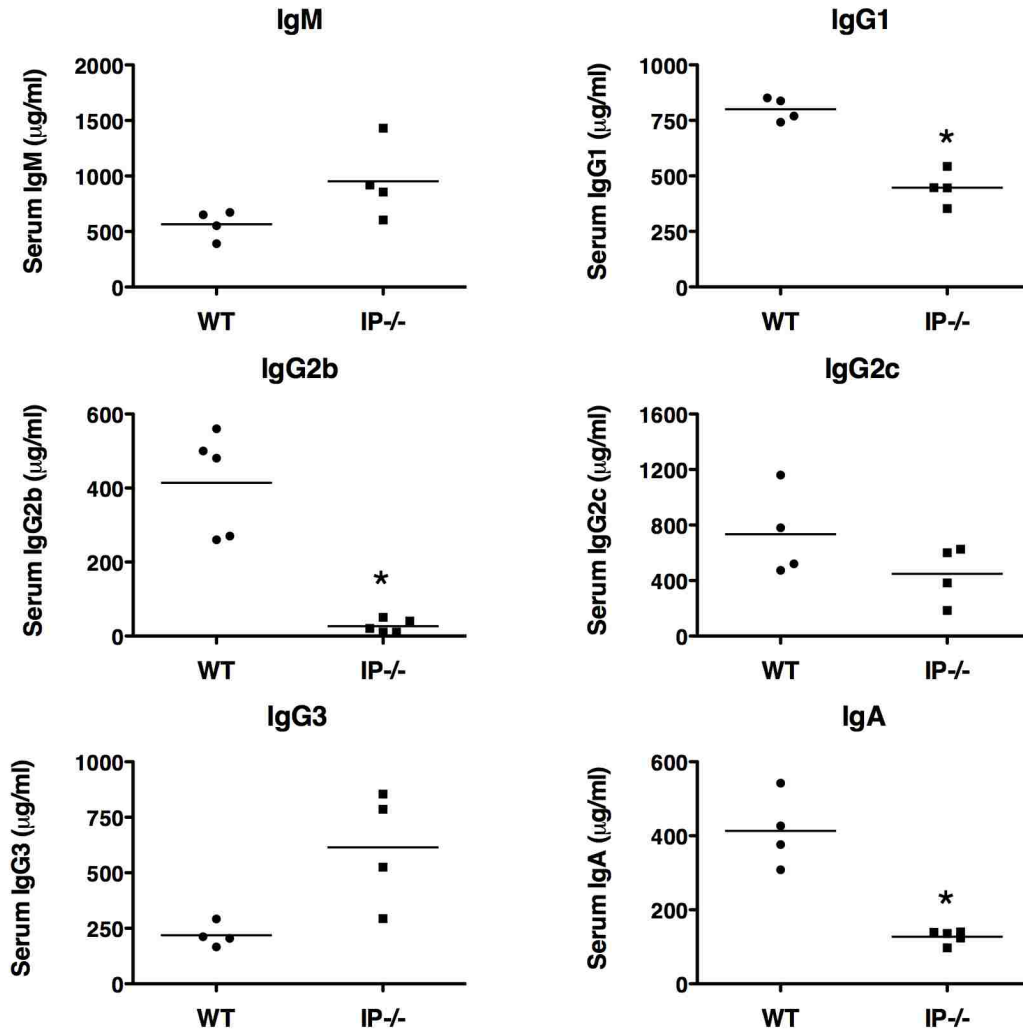 IgM
Serum IgM (μg/ml)
2000
1500
1000
500
0
WT
IP-/-
IgG1
Serum IgG1 (μg/ml)
1000
750
500
250
0
*
WT
IP-/-
IgG2b
Serum IgG2b (μg/ml)
600
400
200
0
*
WT
IP-/-
IgG2c
Serum IgG2c (μg/ml)
1600
1200
800
400
0
WT
IP-/-
IgG3
Serum IgG3 (μg/ml)
1000
750
500
250
0
WT
IP-/-
IgA
Serum IgA (μg/ml)
600
400
200
0
*
WT
IP-/-